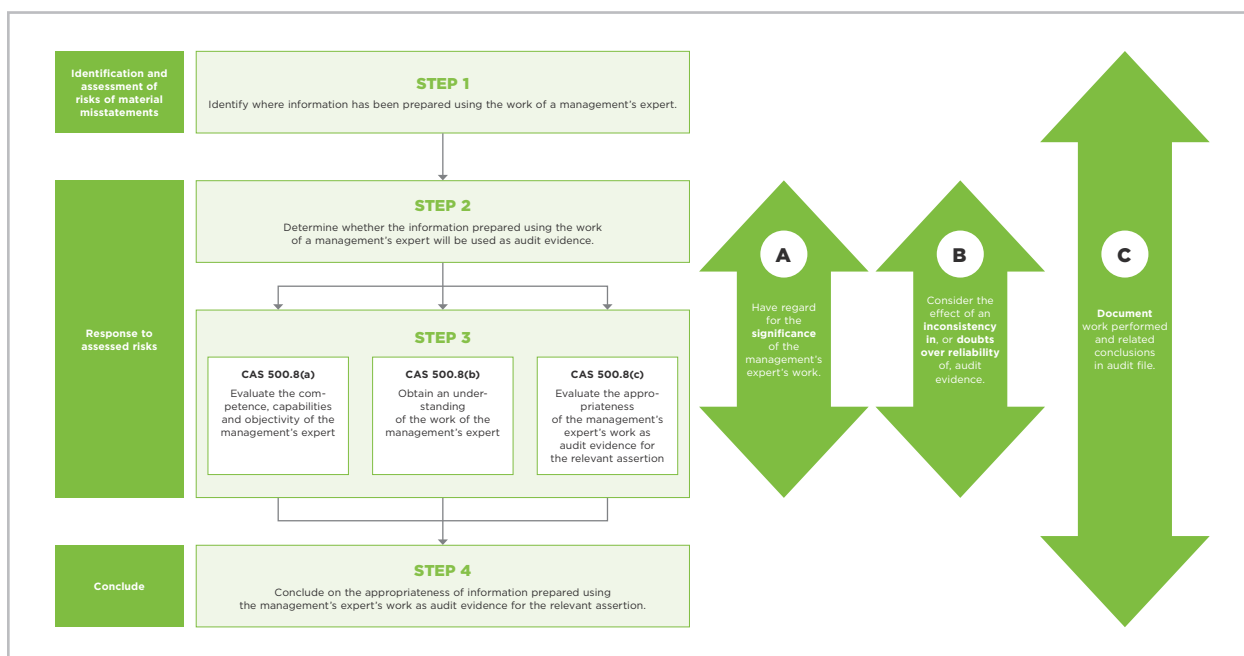 Identification and
assessment of
risks of material
misstatements
STEP 1
Identify where information has been prepared using the work of a management's expert.
Response to
assessed risks
STEP 2
Determine whether the information prepared using the work
of a management's expert will be used as audit evidence.
STEP 3
CAS 500.8(a)
Evaluate the com-
petence, capabilities
and objectivity of the
management's expert
CAS 500.8(b)
Obtain an under-
standing
of the work of the
management's expert
CAS 500.8(c)
Evaluate the appro-
priateness
of the management's
expert's work as
audit evidence for
the relevant assertion
Conclude
STEP 4
Conclude on the appropriateness of information prepared using
the management's expert's work as audit evidence for the relevant assertion.
A
Have regard
for the
significance
of the
management's
expert's work.
B
Consider the
effect of an
inconsistency
in, or doubts
over reliability
of, audit
evidence.
C
Document
work performed
and related
conclusions
in audit file.